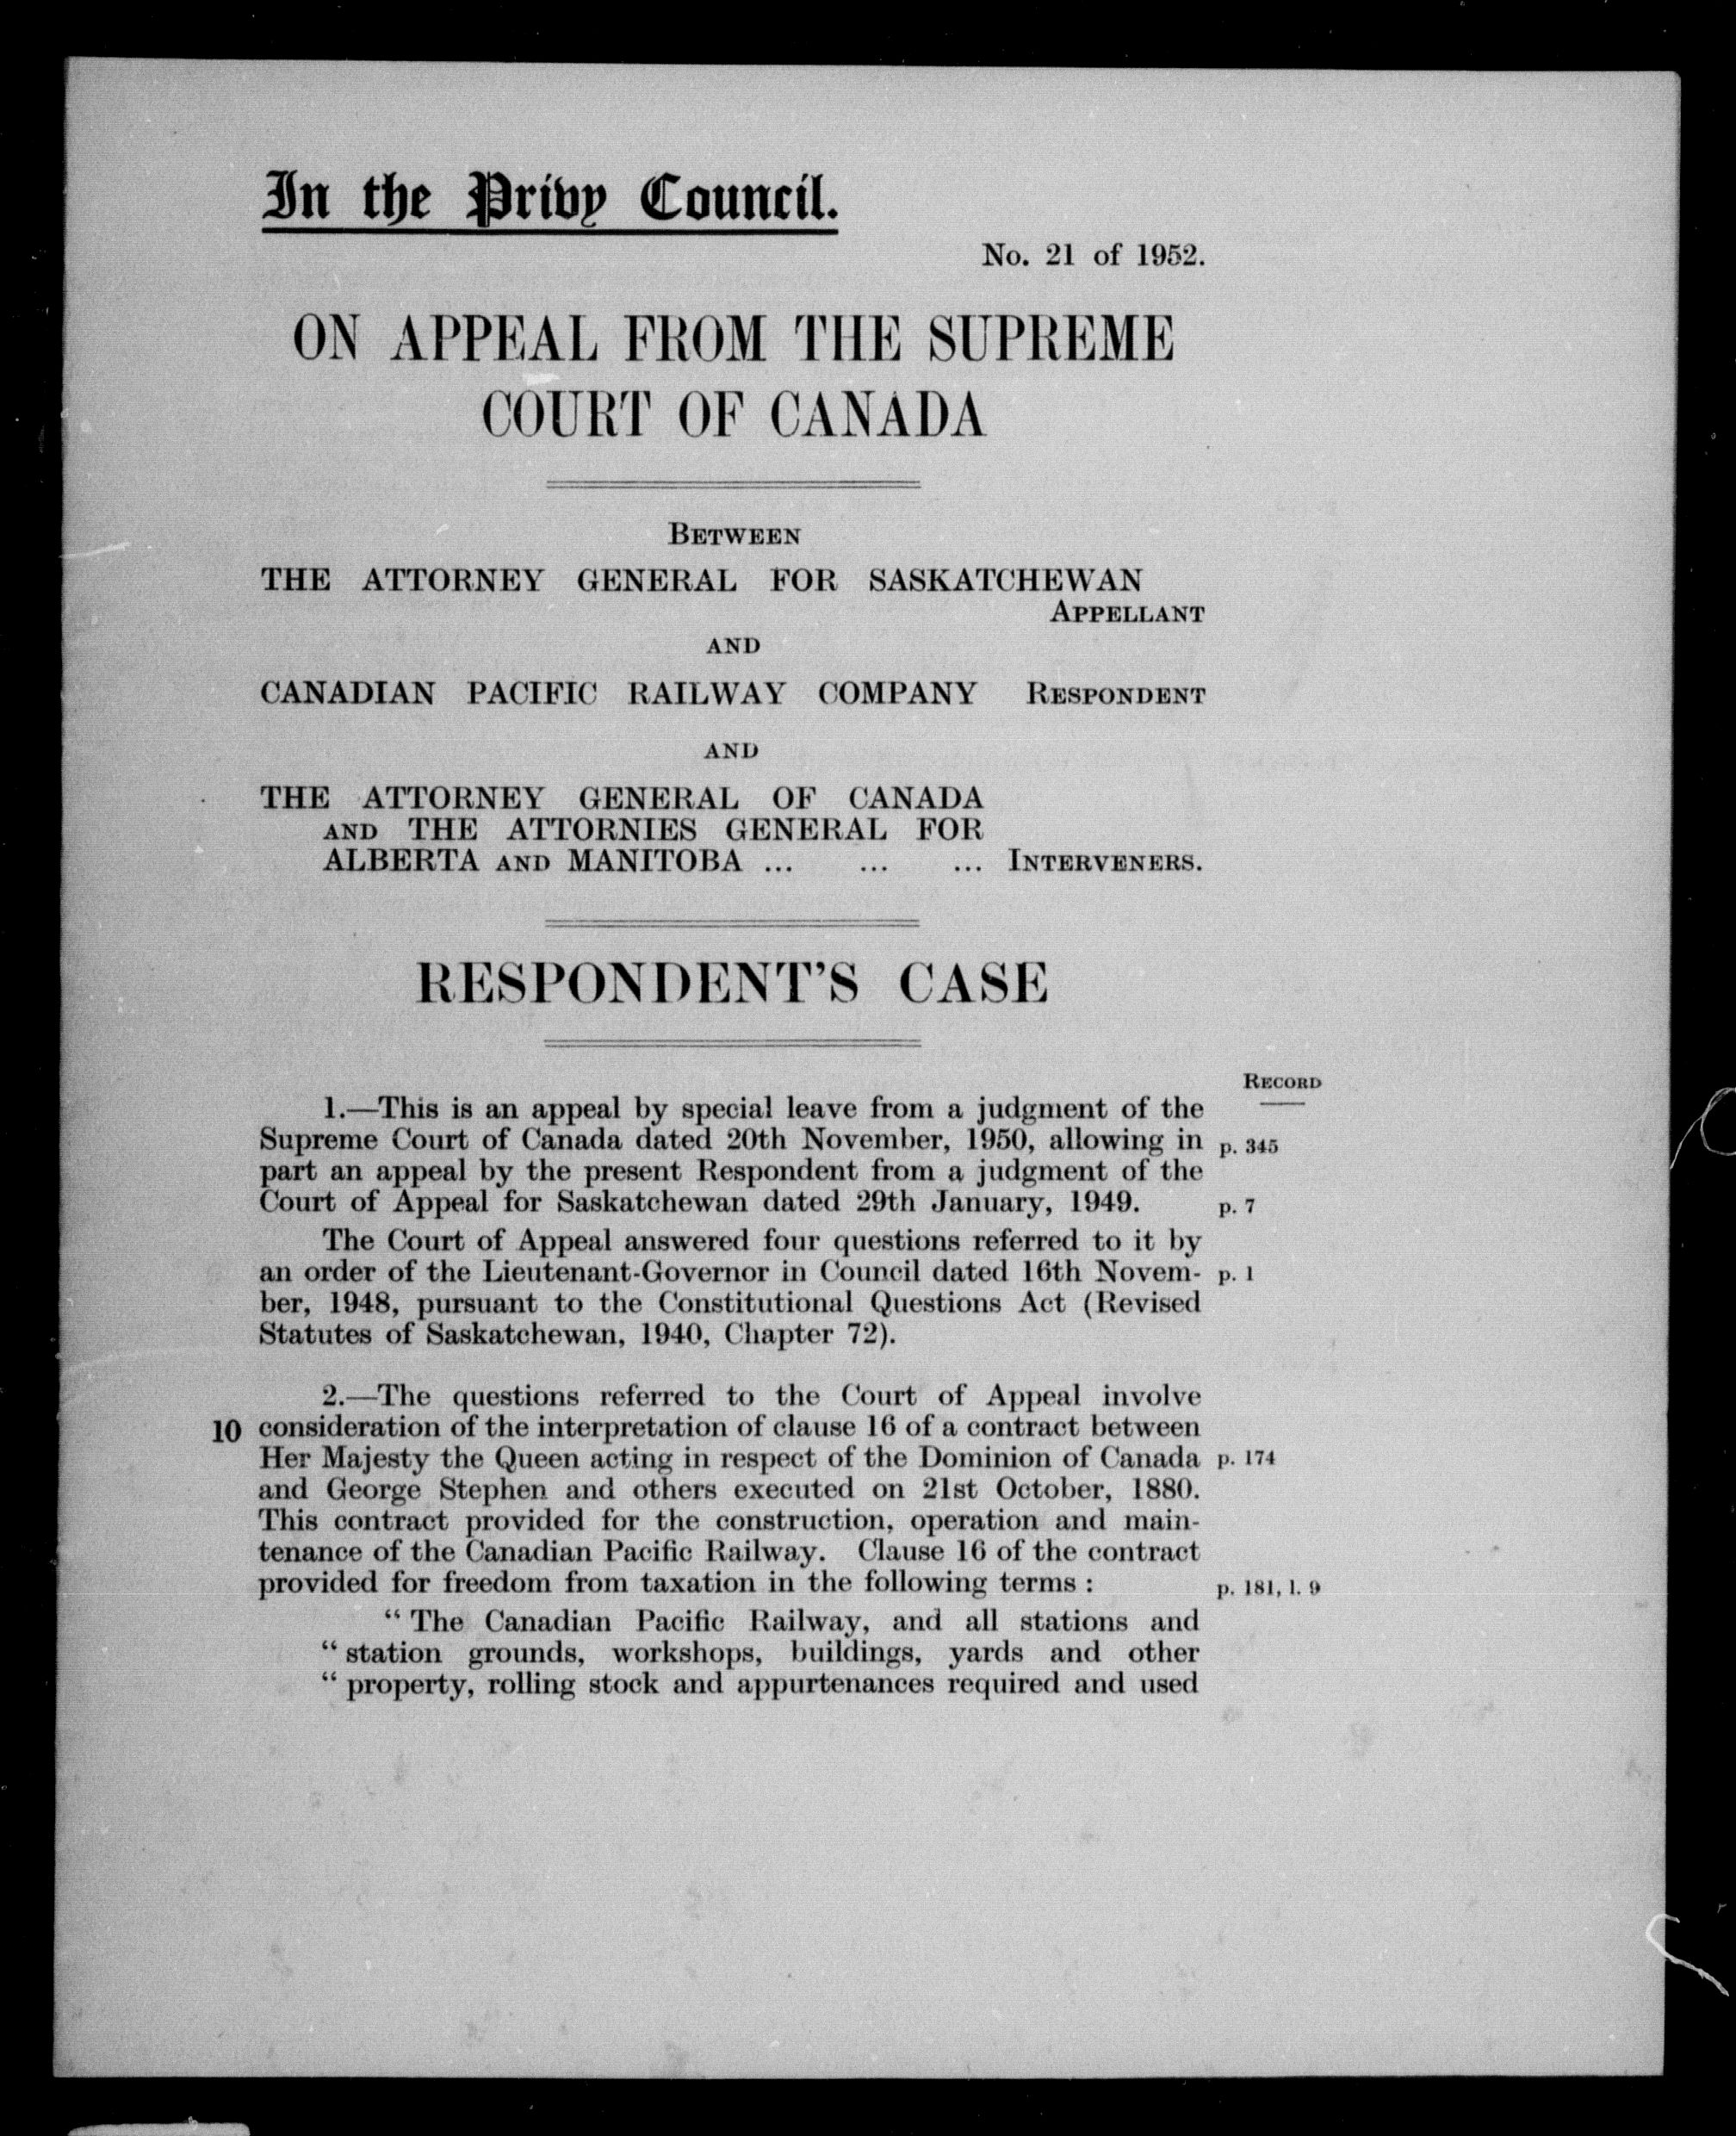 In the Privy Council.
No. 21 of 1952.
ON APPEAL FROM THE SUPREME
COURT OF CANADA
BETWEEN
THE ATTORNEY GENERAL FOR SASKATCHEWAN
APPELLANT
AND
CANADIAN PACIFIC RAILWAY COMPANY RESPONDENT
AND
THE ATTORNEY GENERAL OF CANADA
AND THE ATTORNIES GENERAL FOR
ALBERTA AND MANITOBA ... ... ... INTERVENERS.
RESPONDENT'S CASE
RECORD
1.—This is an appeal by special leave from a judgment of the
Supreme Court of Canada dated 20th November, 1950, allowing in p. 345
part an appeal by the present Respondent from a judgment of the
Court of Appeal for Saskatchewan dated 29th January, 1949. p. 7
The Court of Appeal answered four questions referred to it by
an order of the Lieutenant-Governor in Council dated 16th Novem- p. 1
ber, 1948, pursuant to the Constitutional Questions Act (Revised
Statutes of Saskatchewan, 1940, Chapter 72).
2.—The questions referred to the Court of Appeal involve
10 consideration of the interpretation of clause 16 of a contract between
Her Majesty the Queen acting in respect of the Dominion of Canada p. 174
and George Stephen and others executed on 21st October, 1880.
This contract provided for the construction, operation and main-
tenance of the Canadian Pacific Railway. Clause 16 of the contract
provided for freedom from taxation in the following terms : p. 181, l. 9
" The Canadian Pacific Railway, and all stations and
" station grounds, workshops, buildings, yards and other
" property, rolling stock and appurtenances required and used